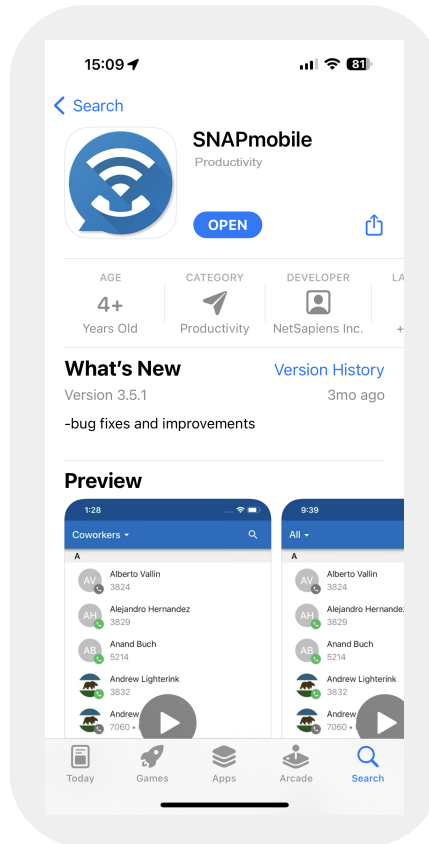 15:09
81
Search
SNAPmobile
Productivity
OPEN
AGE
CATEGORY
DEVELOPER
LA
4+
Years Old
Productivity
NetSapiens Inc.
+
What's New
Version History
Version 3.5.1
3mo ago
-bug fixes and improvements
Preview
1:28
Coworkers
A
AV
Alberto Vallin
3824
AH
Alejandro Hernandez
3829
AB
Anand Buch
5214
Andrew Lighterink
3832
Andrew
7060 •
9:39
All
A
AV
Alberto Vallin
3824
AH
Alejandro Hernandez
3829
AB
Anand Buch
5214
Andrew Lighterink
3832
Andrew
7060 •
Today
Games
Apps
Arcade
Search